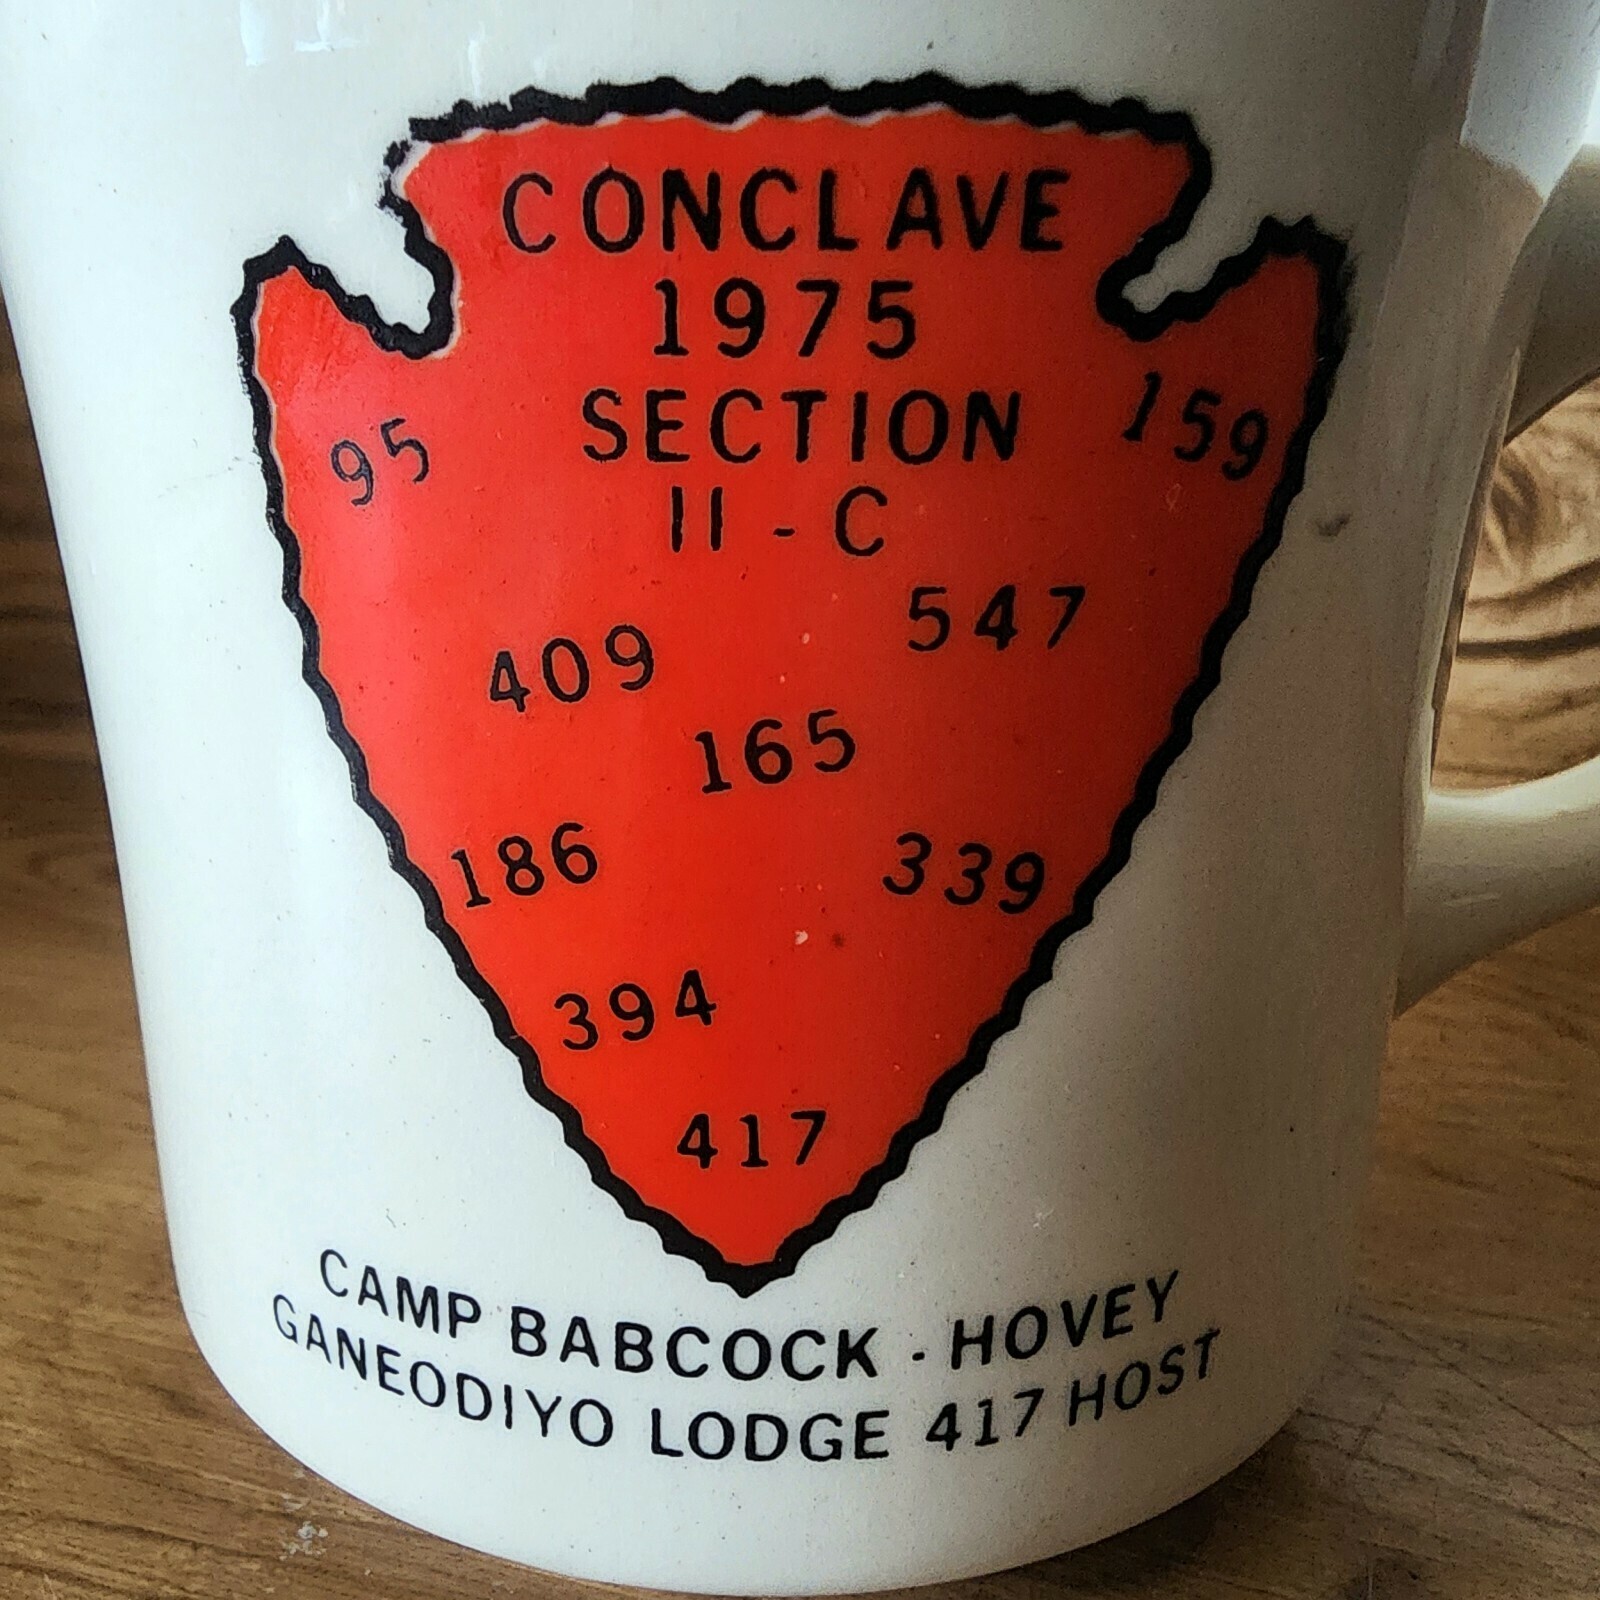 CONCLAVE
1975
SECTION
II - C
95
159
547
409
165
186
339
394
417
CAMP BABCOCK - HOVEY
GANEODIYO LODGE 417 HOST